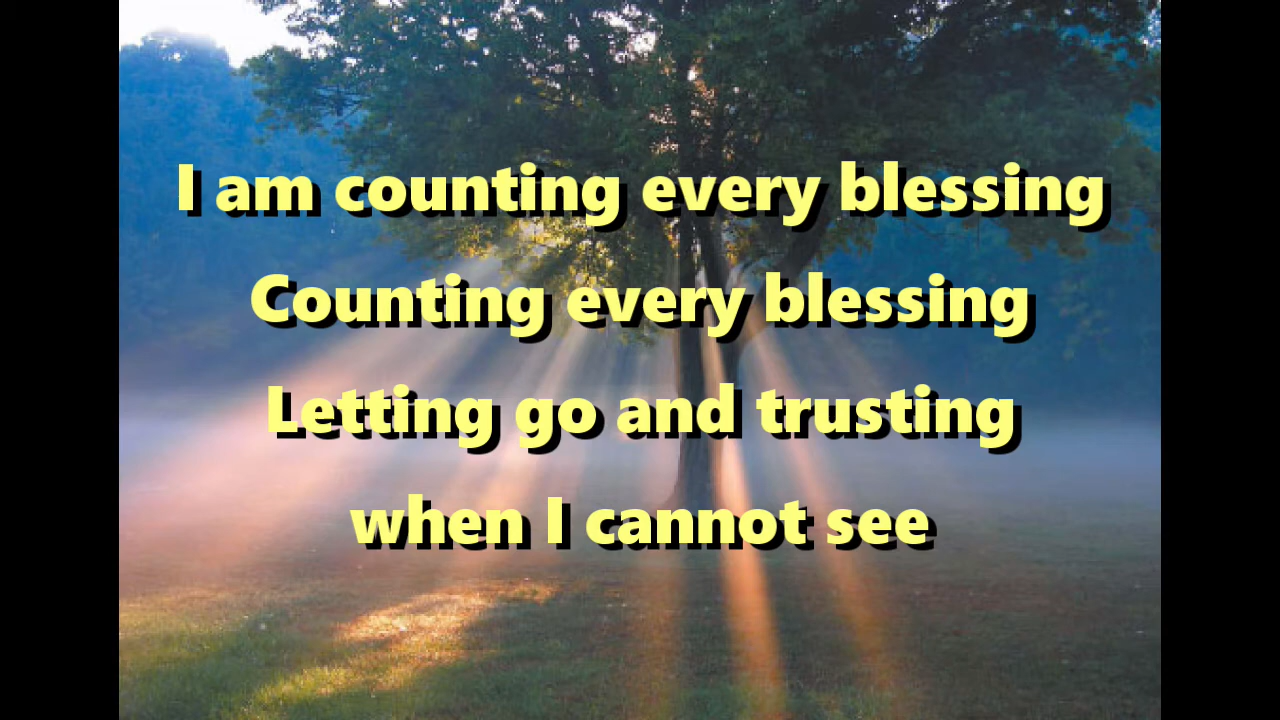 I am counting every blessing
Counting every blessing
Letting go and trusting
when I cannot see